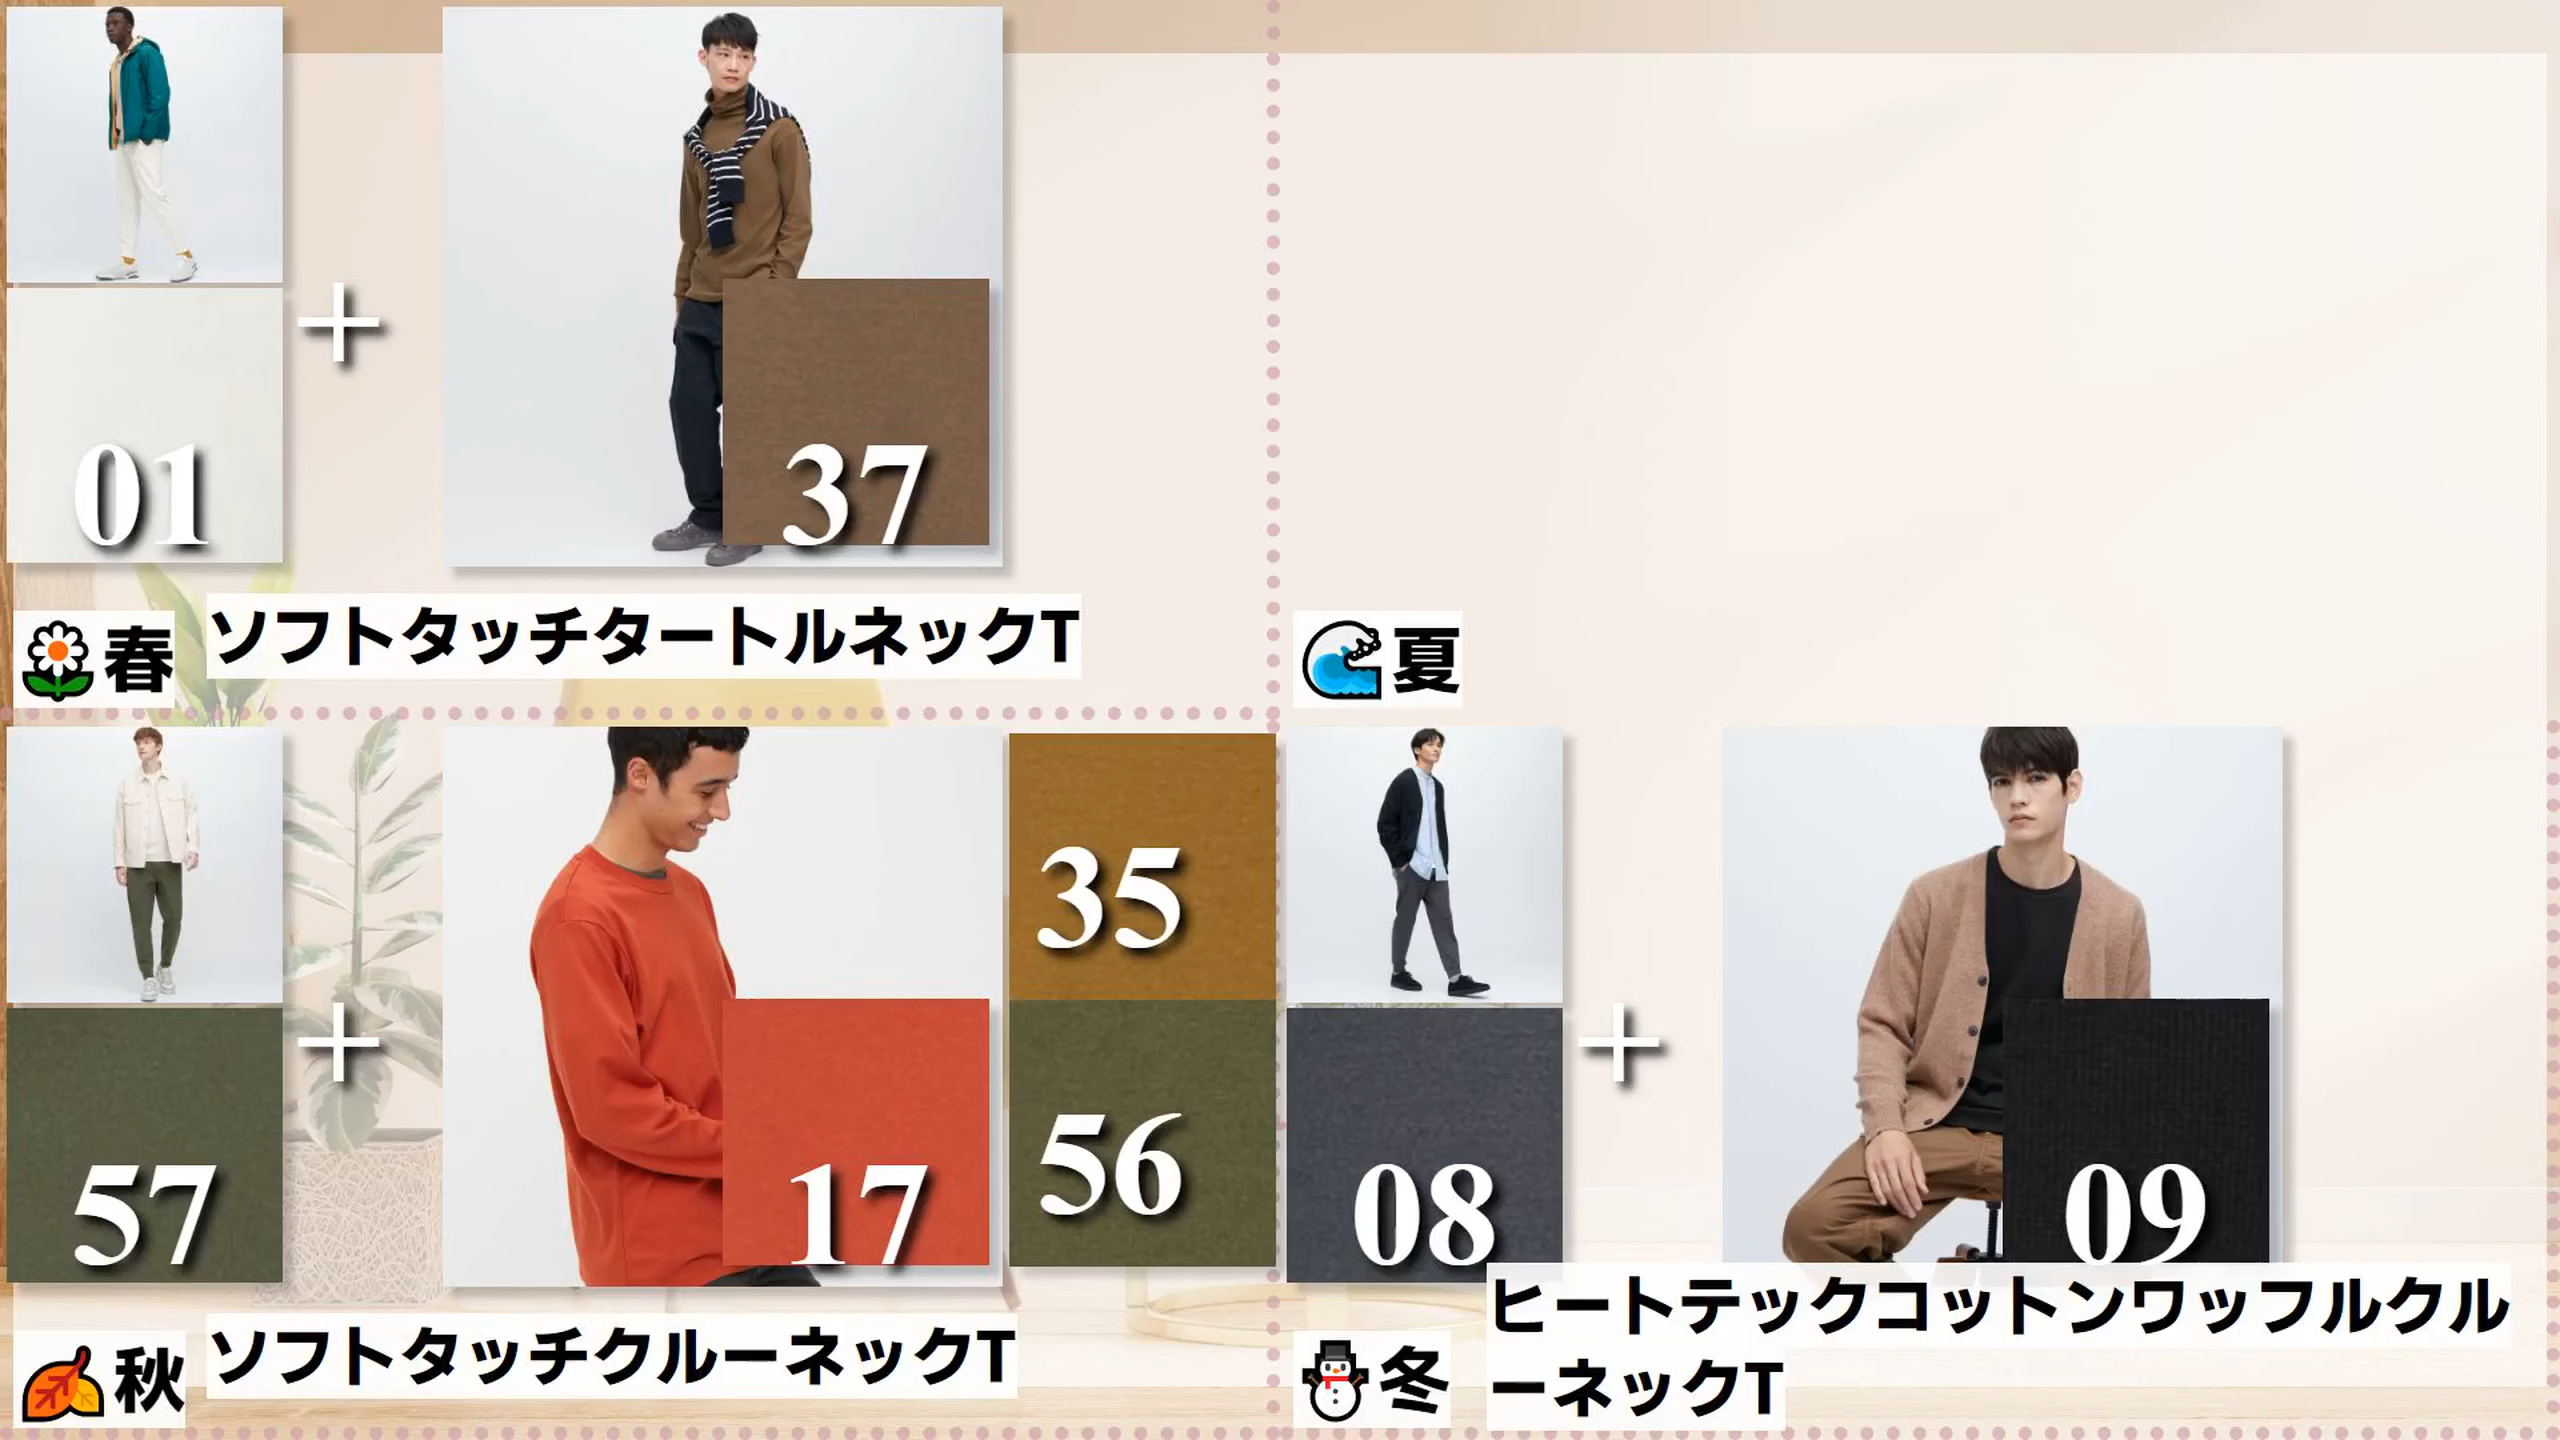 01
37
春
ソフトタッチタートルネックT
夏
57
17
35
56
秋
ソフトタッチクルーネックT
08
09
冬
ヒートテックコットンワッフルクル
ーネックT